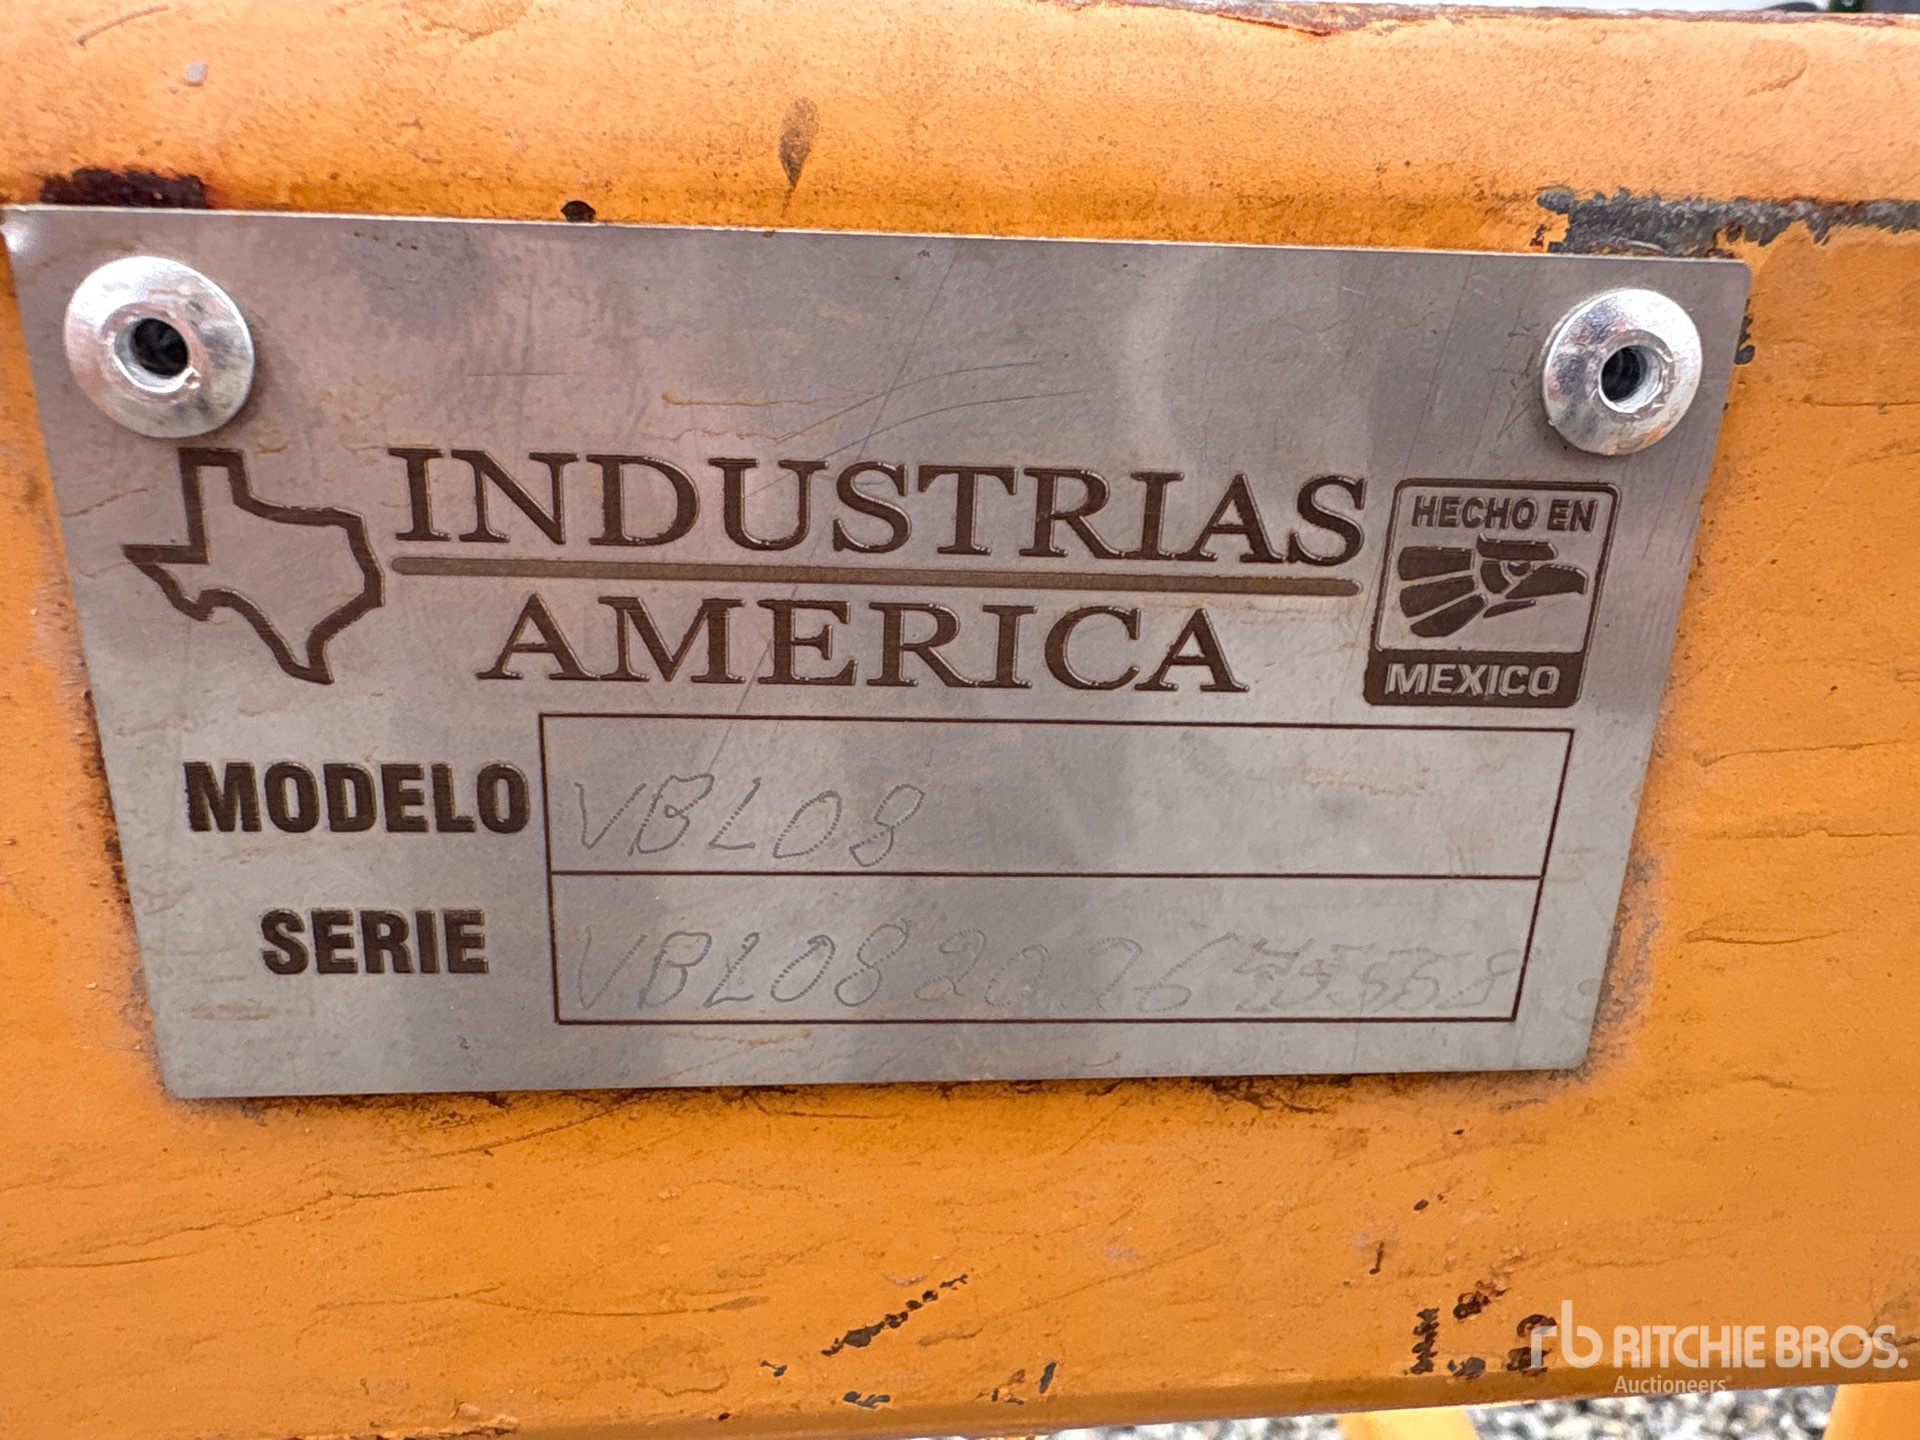 INDUSTRIAS
AMERICA
HECHO EN
MEXICO
MODELO VBL08
SERIE
RITCHIE BROS.
Auctioneers